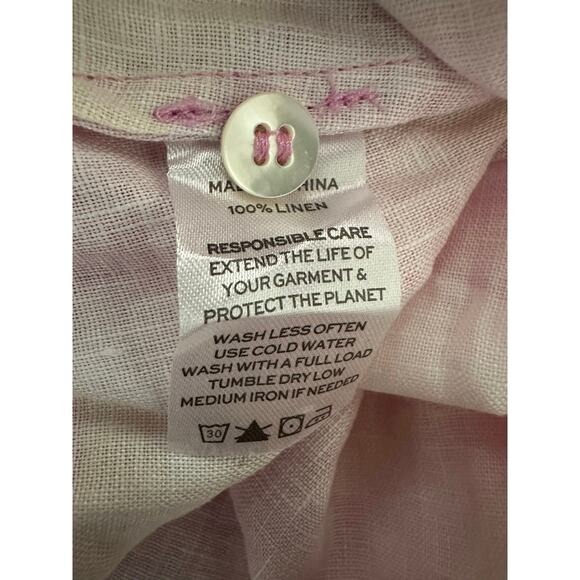 100% LINEN
RESPONSIBLE CARE
EXTEND THE LIFE OF
YOUR GARMENT &
PROTECT THE PLANET
WASH LESS OFTEN
USE COLD WATER
WASH WITH A FULL LOAD
TUMBLE DRY LOW
MEDIUM IRON IF NEEDED
30